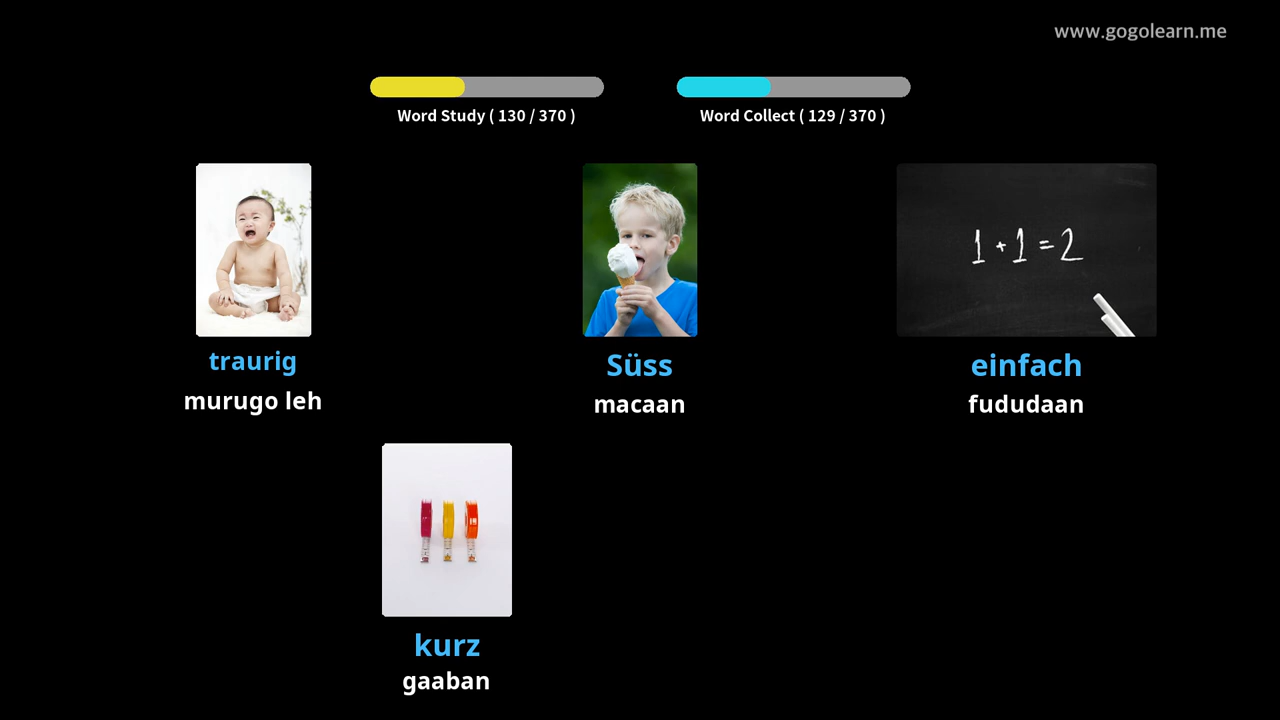 www.gogolearn.me
Word Study ( 130 / 370 )
Word Collect ( 129 / 370 )
traurig
murugo leh
Süss
macaan
1 + 1 = 2
einfach
fududaan
kurz
gaaban